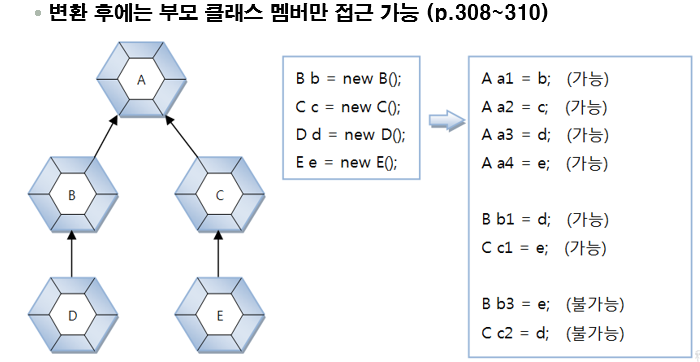 • 변환 후에는 부모 클래스 멤버만 접근 가능 (p.308~310)
A
B
C
D
E
B b = new B();
C c = new C();
D d = new D();
E e = new E();
A a1 = b; (가능)
A a2 = c; (가능)
A a3 = d; (가능)
A a4 = e; (가능)
B b1 = d; (가능)
C c1 = e; (가능)
B b3 = e; (불가능)
C c2 = d; (불가능)